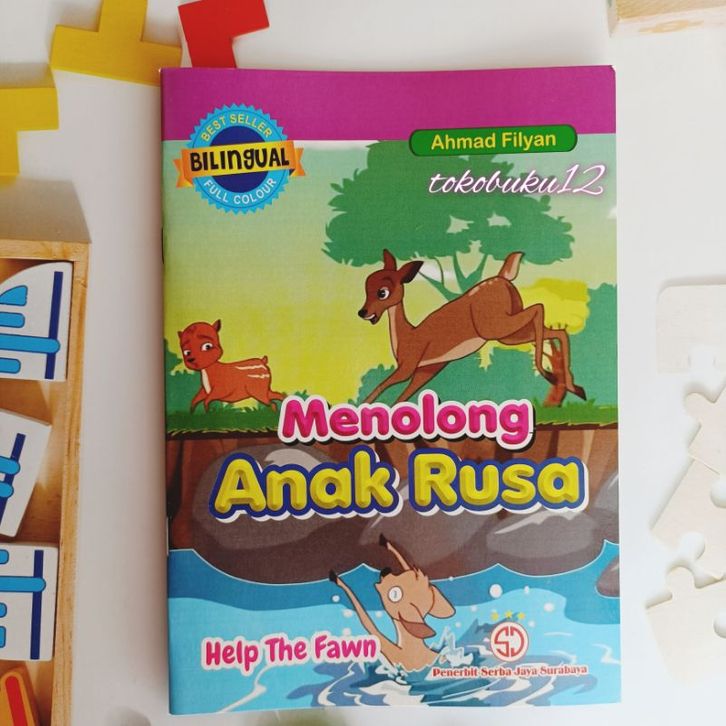 BEST SELLER
BILINGUAL
FULL COLOUR
Ahmad Filyan
tokobuku12
Menolong
Anak Rusa
Help The Fawn
Penerbit Serba Jaya Surabaya